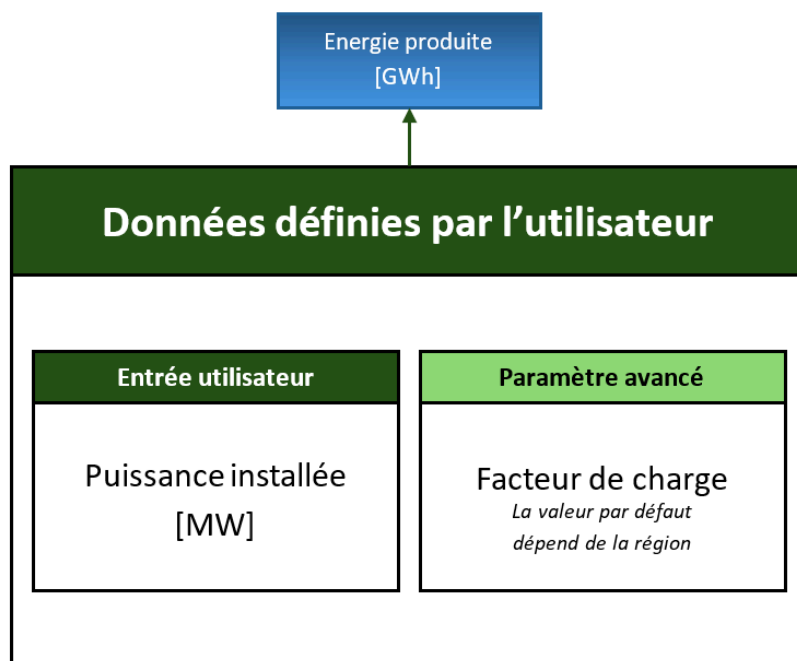 Energie produite
[GWh]
Données définies par l’utilisateur
Entrée utilisateur
Puissance installée
[MW]
Paramètre avancé
Facteur de charge
La valeur par défaut
dépend de la région